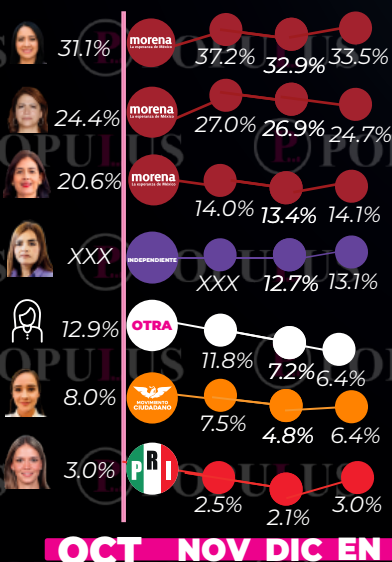 31.1% morena 37.2% 32.9% 33.5%
La esperanza de México
24.4% morena 27.0% 26.9% 24.7%
La esperanza de México
20.6% morena 14.0% 13.4% 14.1%
La esperanza de México
XXX INDEPENDIENTE XXX 12.7% 13.1%
12.9% OTRA 11.8% 7.2% 6.4%
8.0% MOVIMIENTO CIUDADANO 7.5% 4.8% 6.4%
3.0% PRI 2.5% 2.1% 3.0%
OCT NOV DIC EN
POPULUS